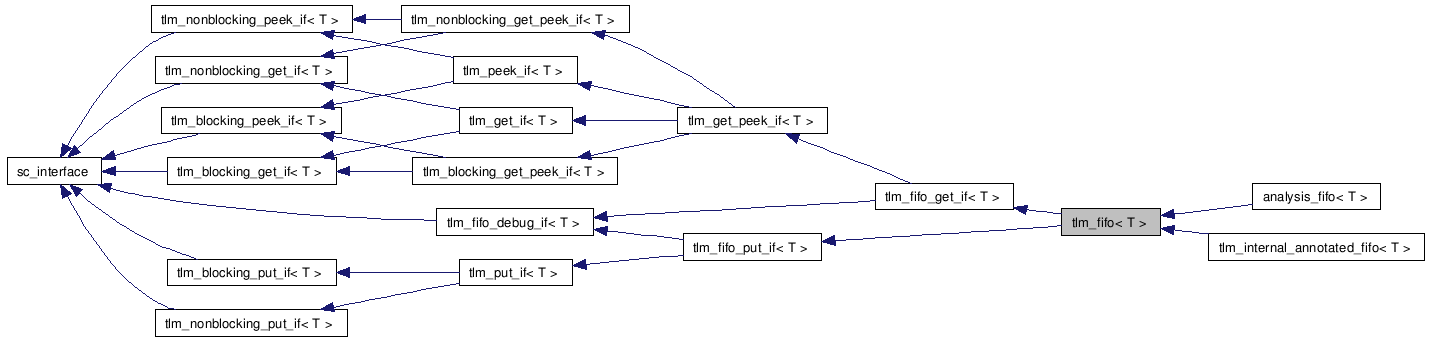 tlm_nonblocking_peek_if< T >
tlm_nonblocking_get_peek_if< T >
tlm_nonblocking_get_if< T >
tlm_peek_if< T >
tlm_blocking_peek_if< T >
tlm_get_if< T >
tlm_get_peek_if< T >
sc_interface
tlm_blocking_get_if< T >
tlm_blocking_get_peek_if< T >
tlm_fifo_get_if< T >
analysis_fifo< T >
tlm_fifo_debug_if< T >
tlm_fifo< T >
tlm_fifo_put_if< T >
tlm_internal_annotated_fifo< T >
tlm_blocking_put_if< T >
tlm_put_if< T >
tlm_nonblocking_put_if< T >